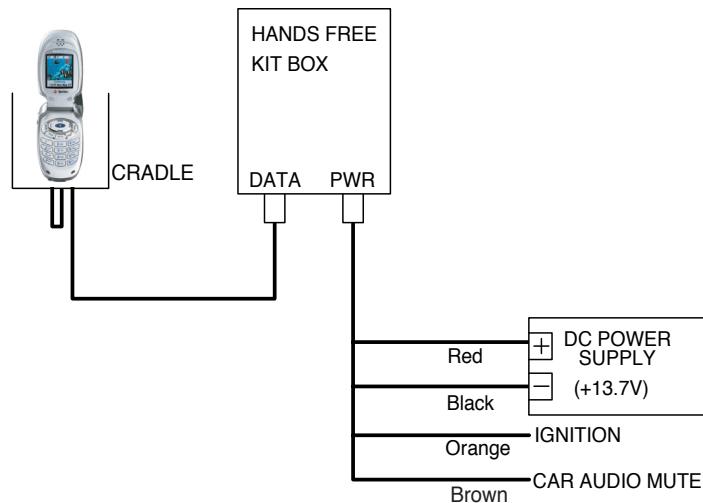 HANDS FREE
KIT BOX
CRADLE
DATA
PWR
Red
+
DC POWER
SUPPLY
−
(+13.7V)
Black
Orange
IGNITION
Brown
CAR AUDIO MUTE